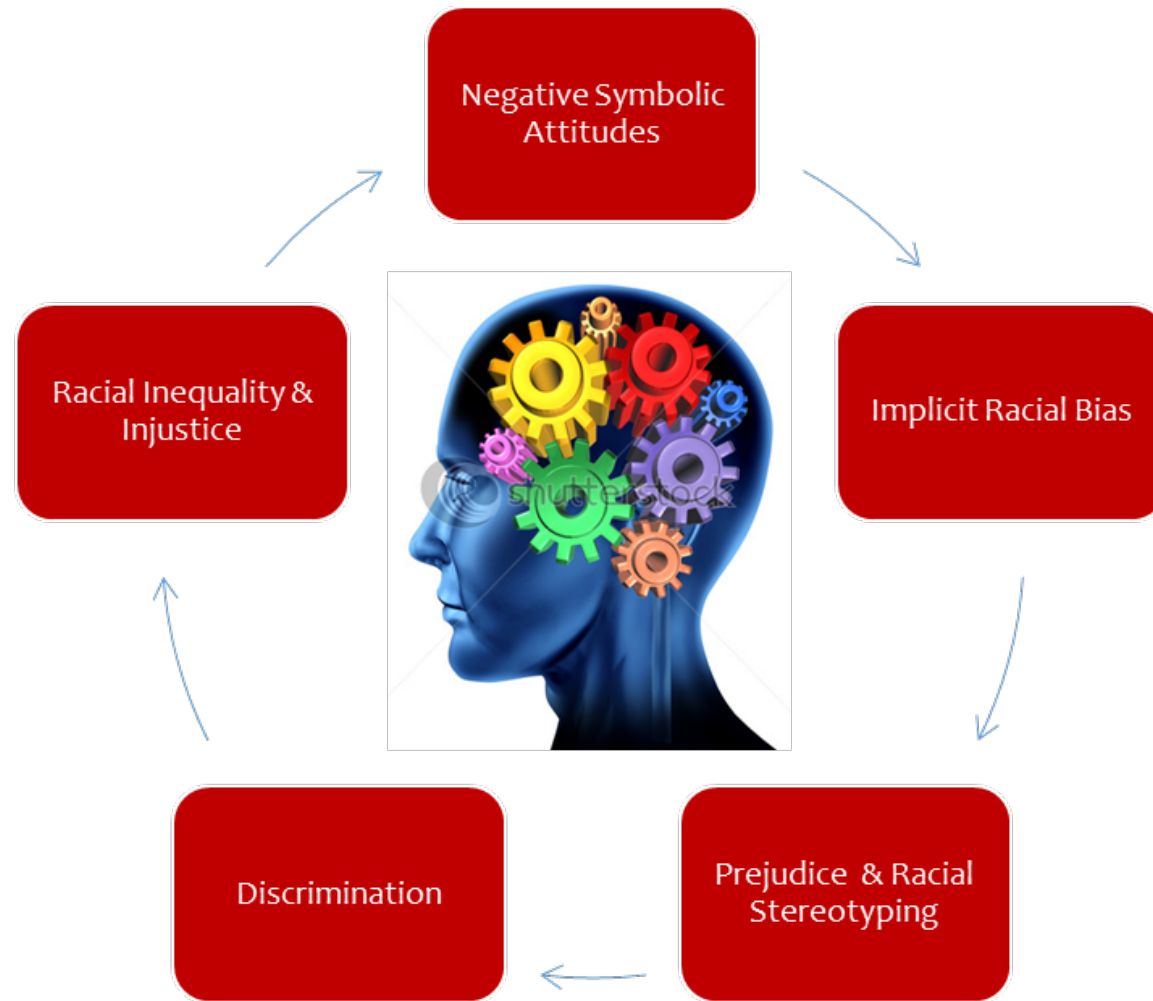 Negative Symbolic
Attitudes
Racial Inequality &
Injustice
Implicit Racial Bias
shutterstock
Discrimination
Prejudice & Racial
Stereotyping